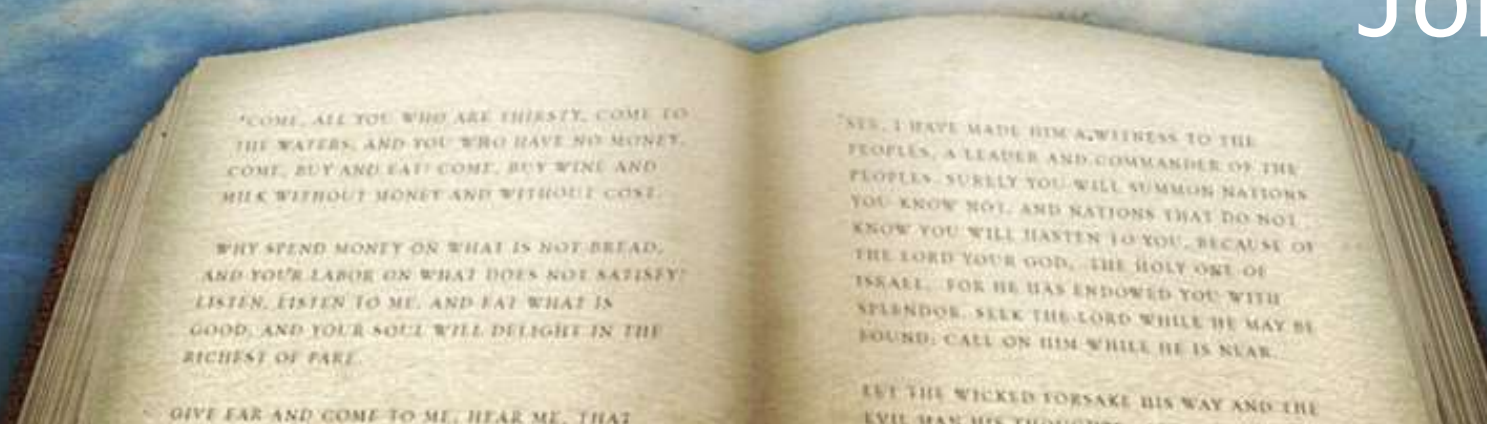 Jo
"COME, ALL YOU WHO ARE THIRSTY, COME TO
THE WATERS, AND YOU WHO HAVE NO MONEY,
COME, BUY AND EAT! COME, BUY WINE AND
MILK WITHOUT MONEY AND WITHOUT COST.
WHY SPEND MONEY ON WHAT IS NOT BREAD,
AND YOUR LABOR ON WHAT DOES NOT SATISFY?
LISTEN, LISTEN TO ME, AND EAT WHAT IS
GOOD, AND YOUR SOUL WILL DELIGHT IN THE
RICHEST OF FARE.
GIVE EAR AND COME TO ME, HEAR ME, THAT
"SEE, I HAVE MADE HIM A WITNESS TO THE
PEOPLES, A LEADER AND COMMANDER OF THE
PEOPLES. SURELY YOU WILL SUMMON NATIONS
YOU KNOW NOT, AND NATIONS THAT DO NOT
KNOW YOU WILL HASTEN TO YOU, BECAUSE OF
THE LORD YOUR GOD, THE HOLY ONE OF
ISRAEL, FOR HE HAS ENDOWED YOU WITH
SPLENDOR. SEEK THE LORD WHILE HE MAY BE
FOUND; CALL ON HIM WHILE HE IS NEAR.
LET THE WICKED FORSAKE HIS WAY AND THE
EVIL MAN HIS THOUGHTS